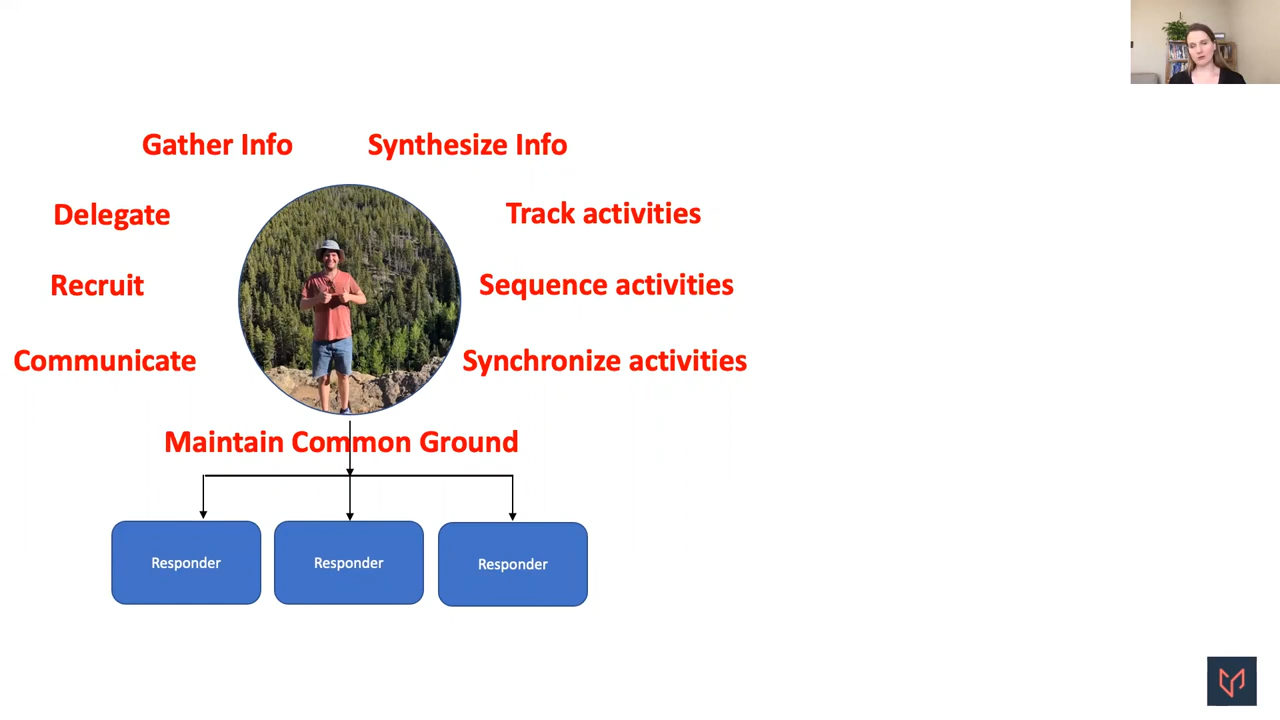 Gather Info
Synthesize Info
Delegate
Track activities
Recruit
Sequence activities
Communicate
Synchronize activities
Maintain Common Ground
Responder
Responder
Responder